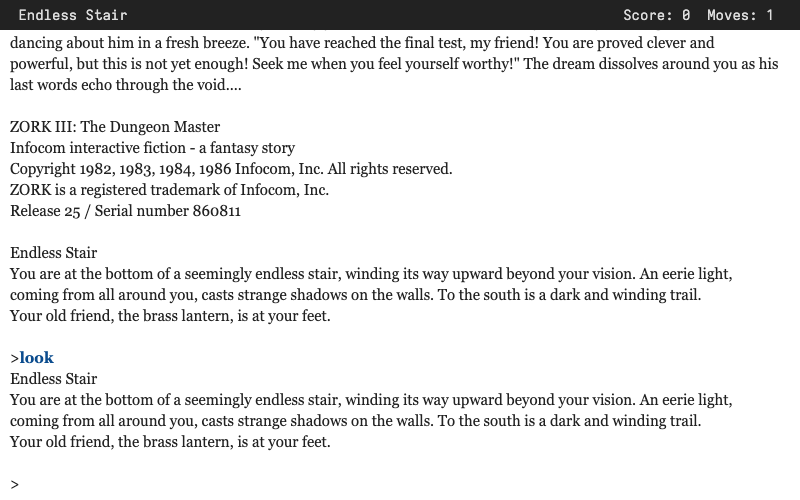 Endless Stair Score: 0 Moves: 1
dancing about him in a fresh breeze. "You have reached the final test, my friend! You are proved clever and
powerful, but this is not yet enough! Seek me when you feel yourself worthy!" The dream dissolves around you as his
last words echo through the void....
ZORK III: The Dungeon Master
Infocom interactive fiction - a fantasy story
Copyright 1982, 1983, 1984, 1986 Infocom, Inc. All rights reserved.
ZORK is a registered trademark of Infocom, Inc.
Release 25 / Serial number 860811
Endless Stair
You are at the bottom of a seemingly endless stair, winding its way upward beyond your vision. An eerie light,
coming from all around you, casts strange shadows on the walls. To the south is a dark and winding trail.
Your old friend, the brass lantern, is at your feet.
>look
Endless Stair
You are at the bottom of a seemingly endless stair, winding its way upward beyond your vision. An eerie light,
coming from all around you, casts strange shadows on the walls. To the south is a dark and winding trail.
Your old friend, the brass lantern, is at your feet.
>